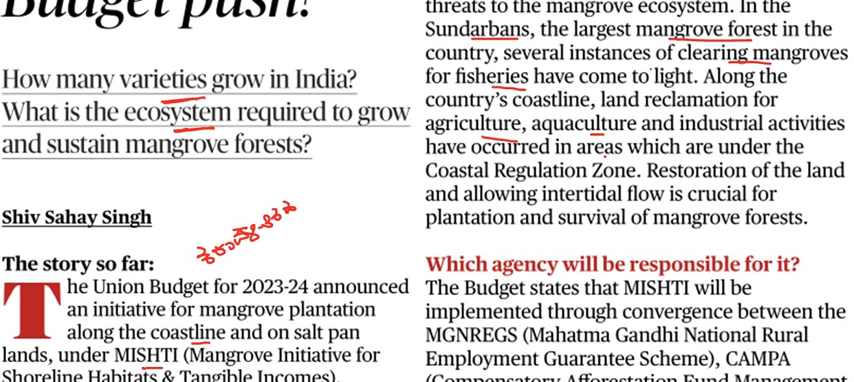 Budget push?
How many varieties grow in India?
What is the ecosystem required to grow
and sustain mangrove forests?
Shiv Sahay Singh
The story so far:
The Union Budget for 2023-24 announced
an initiative for mangrove plantation
along the coastline and on salt pan
lands, under MISHTI (Mangrove Initiative for
Shoreline Habitats & Tangible Incomes).
threats to the mangrove ecosystem. In the
Sundarbans, the largest mangrove forest in the
country, several instances of clearing mangroves
for fisheries have come to light. Along the
country's coastline, land reclamation for
agriculture, aquaculture and industrial activities
have occurred in areas which are under the
Coastal Regulation Zone. Restoration of the land
and allowing intertidal flow is crucial for
plantation and survival of mangrove forests.
Which agency will be responsible for it?
The Budget states that MISHTI will be
implemented through convergence between the
MGNREGS (Mahatma Gandhi National Rural
Employment Guarantee Scheme), CAMPA
(Compensatory Afforestation Fund Management